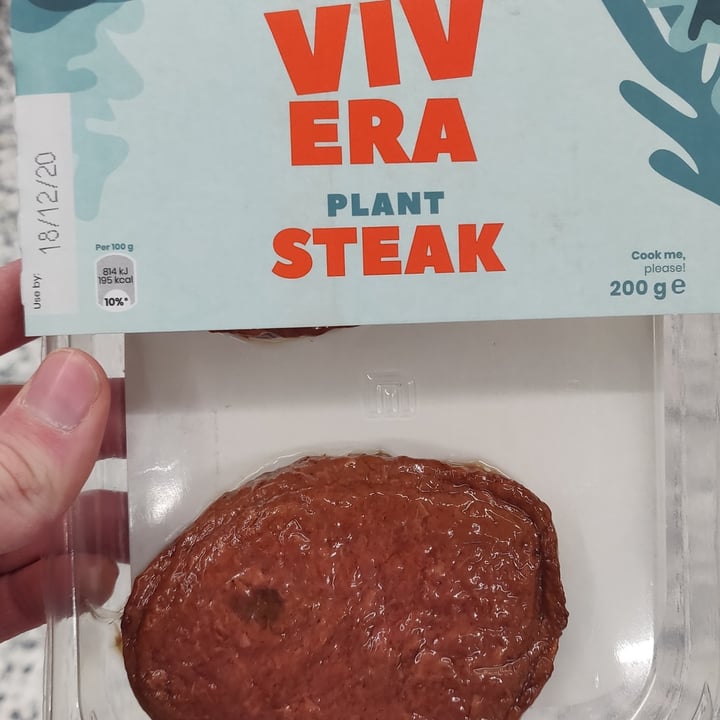 VIV
ERA
PLANT
STEAK
Use by: 18/12/20
Per 100 g
814 kJ
195 kcal
10%*
Cook me,
please!
200 g e